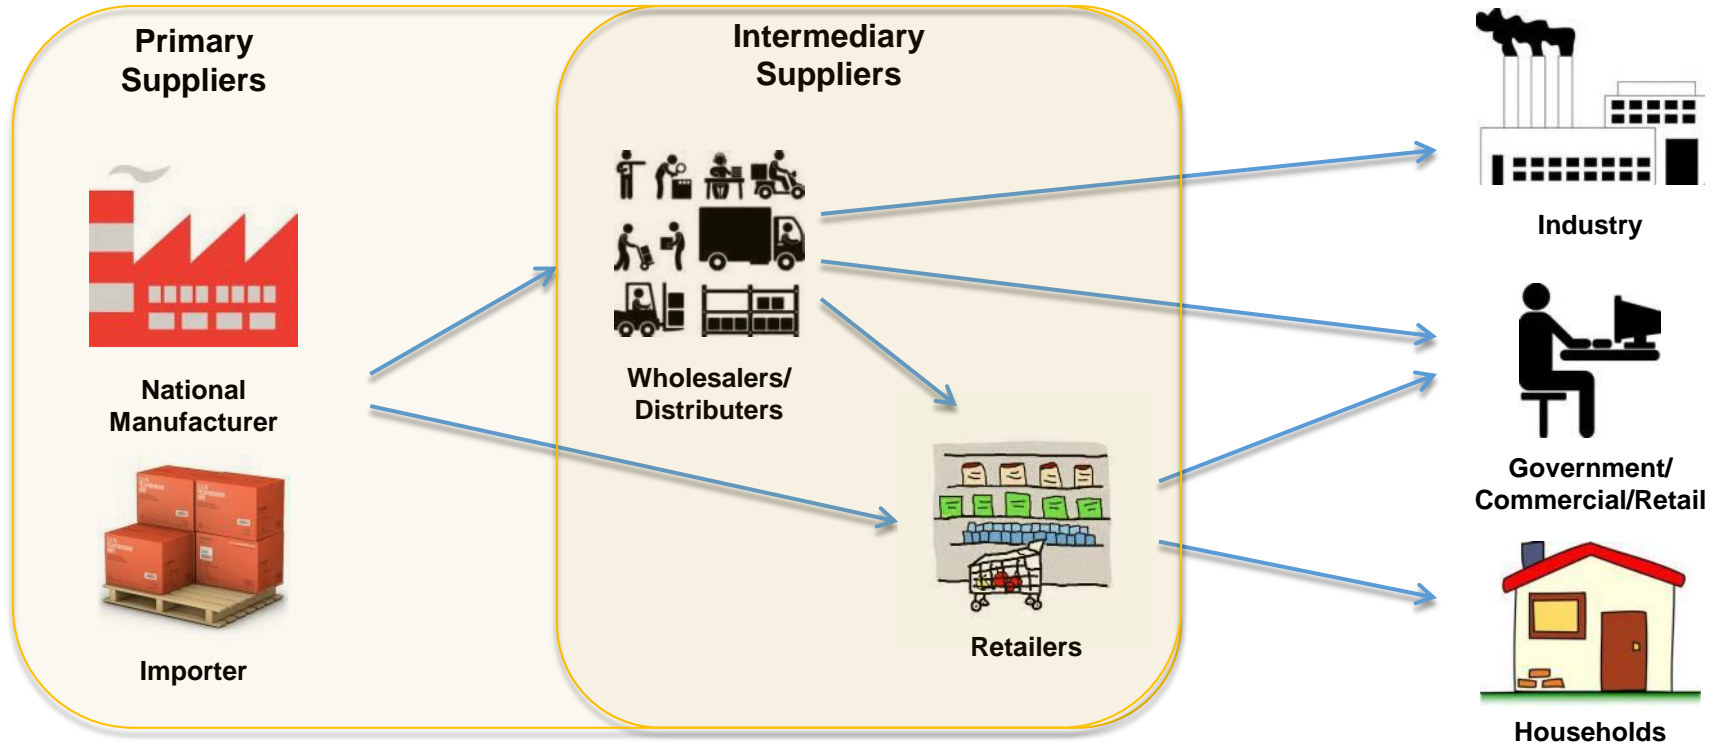 Primary
Suppliers
Intermediary
Suppliers
National
Manufacturer
Importer
Wholesalers/
Distributers
Retailers
Industry
Government/
Commercial/Retail
Households